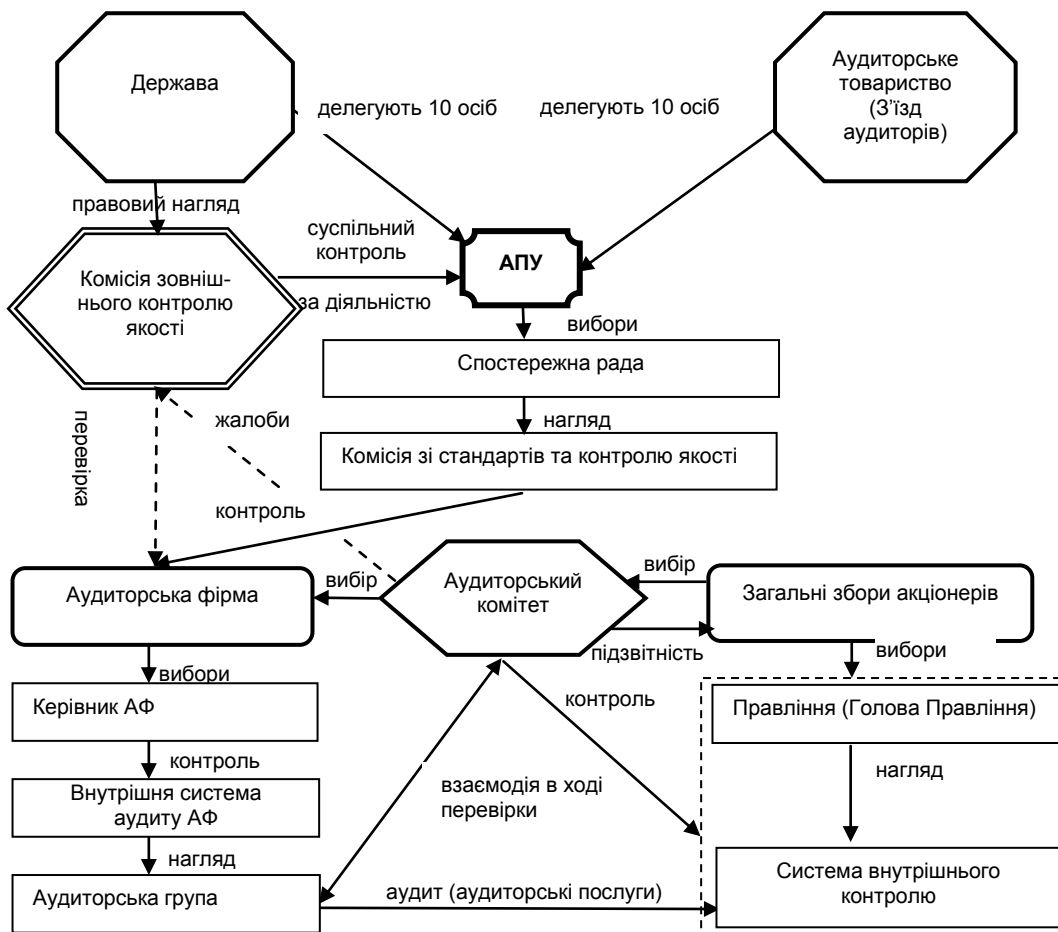 Держава
Аудиторське
товариство
(З’їзд
аудиторів)
делегують 10 осіб
делегують 10 осіб
правовий нагляд
суспільний
контроль
за діяльністю
АПУ
Комісія зовніш-
нього контролю
якості
вибори
Спостережна рада
нагляд
Комісія зі стандартів та контролю якості
жалоби
перевірка
контроль
Аудиторська фірма
вибір
Аудиторський
комітет
вибір
Загальні збори акціонерів
підзвітність
вибори
вибори
контроль
Керівник АФ
Правління (Голова Правління)
контроль
нагляд
Внутрішня система
аудиту АФ
взаємодія в ході
перевірки
нагляд
Аудиторська група
аудит (аудиторські послуги)
Система внутрішнього
контролю